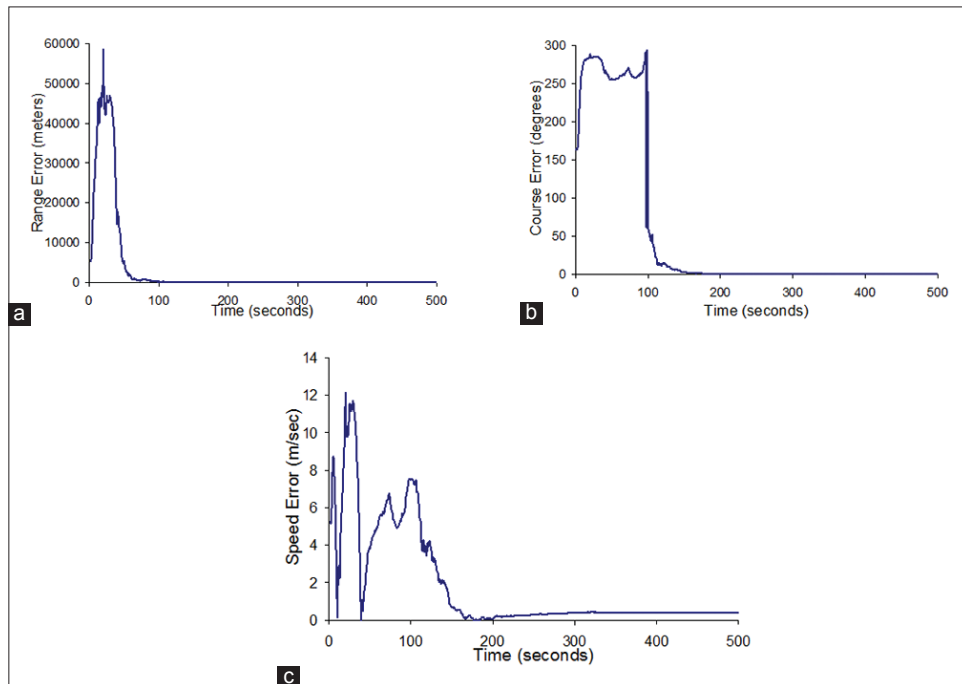 60000
50000
40000
30000
20000
10000
0
Range Error (meters)
0 100 200 300 400 500
Time (seconds)
a
300
250
200
150
100
50
0
Course Error (degrees)
0 100 200 300 400 500
Time (seconds)
b
14
12
10
8
6
4
2
0
Speed Error (m/sec)
0 100 200 300 400 500
Time (seconds)
c